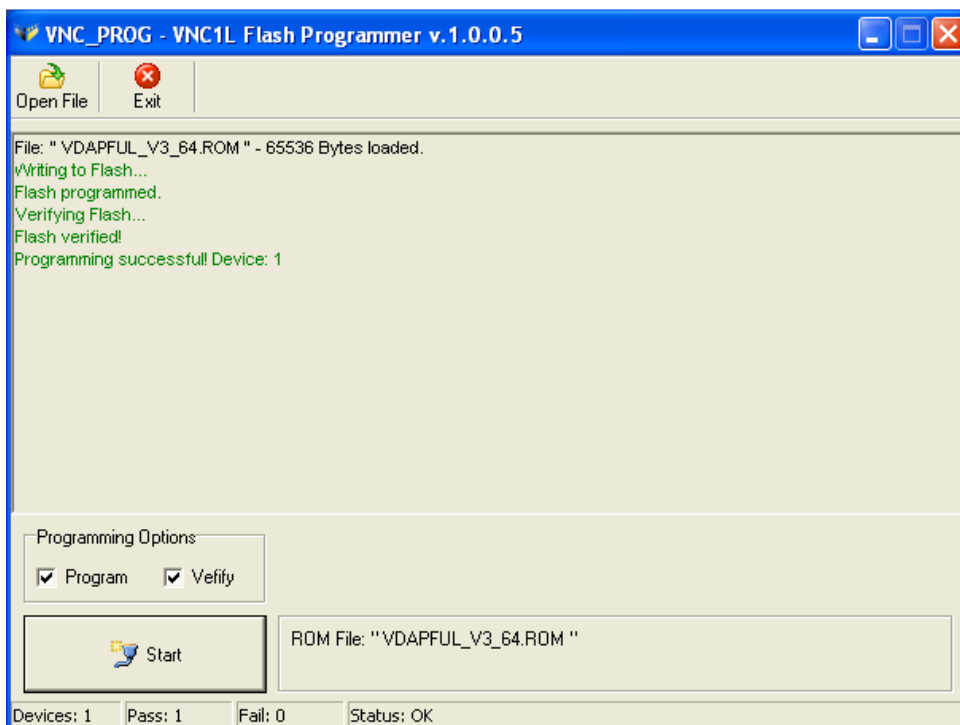 VNC_PROG - VNC1L Flash Programmer v.1.0.0.5
Open File
Exit
File: " VDAPFUL_V3_64.ROM " - 65536 Bytes loaded.
Writing to Flash...
Flash programmed.
Verifying Flash...
Flash verified!
Programming successful! Device: 1
Programming Options
Program
Vefify
Start
ROM File: " VDAPFUL_V3_64.ROM "
Devices: 1
Pass: 1
Fail: 0
Status: OK